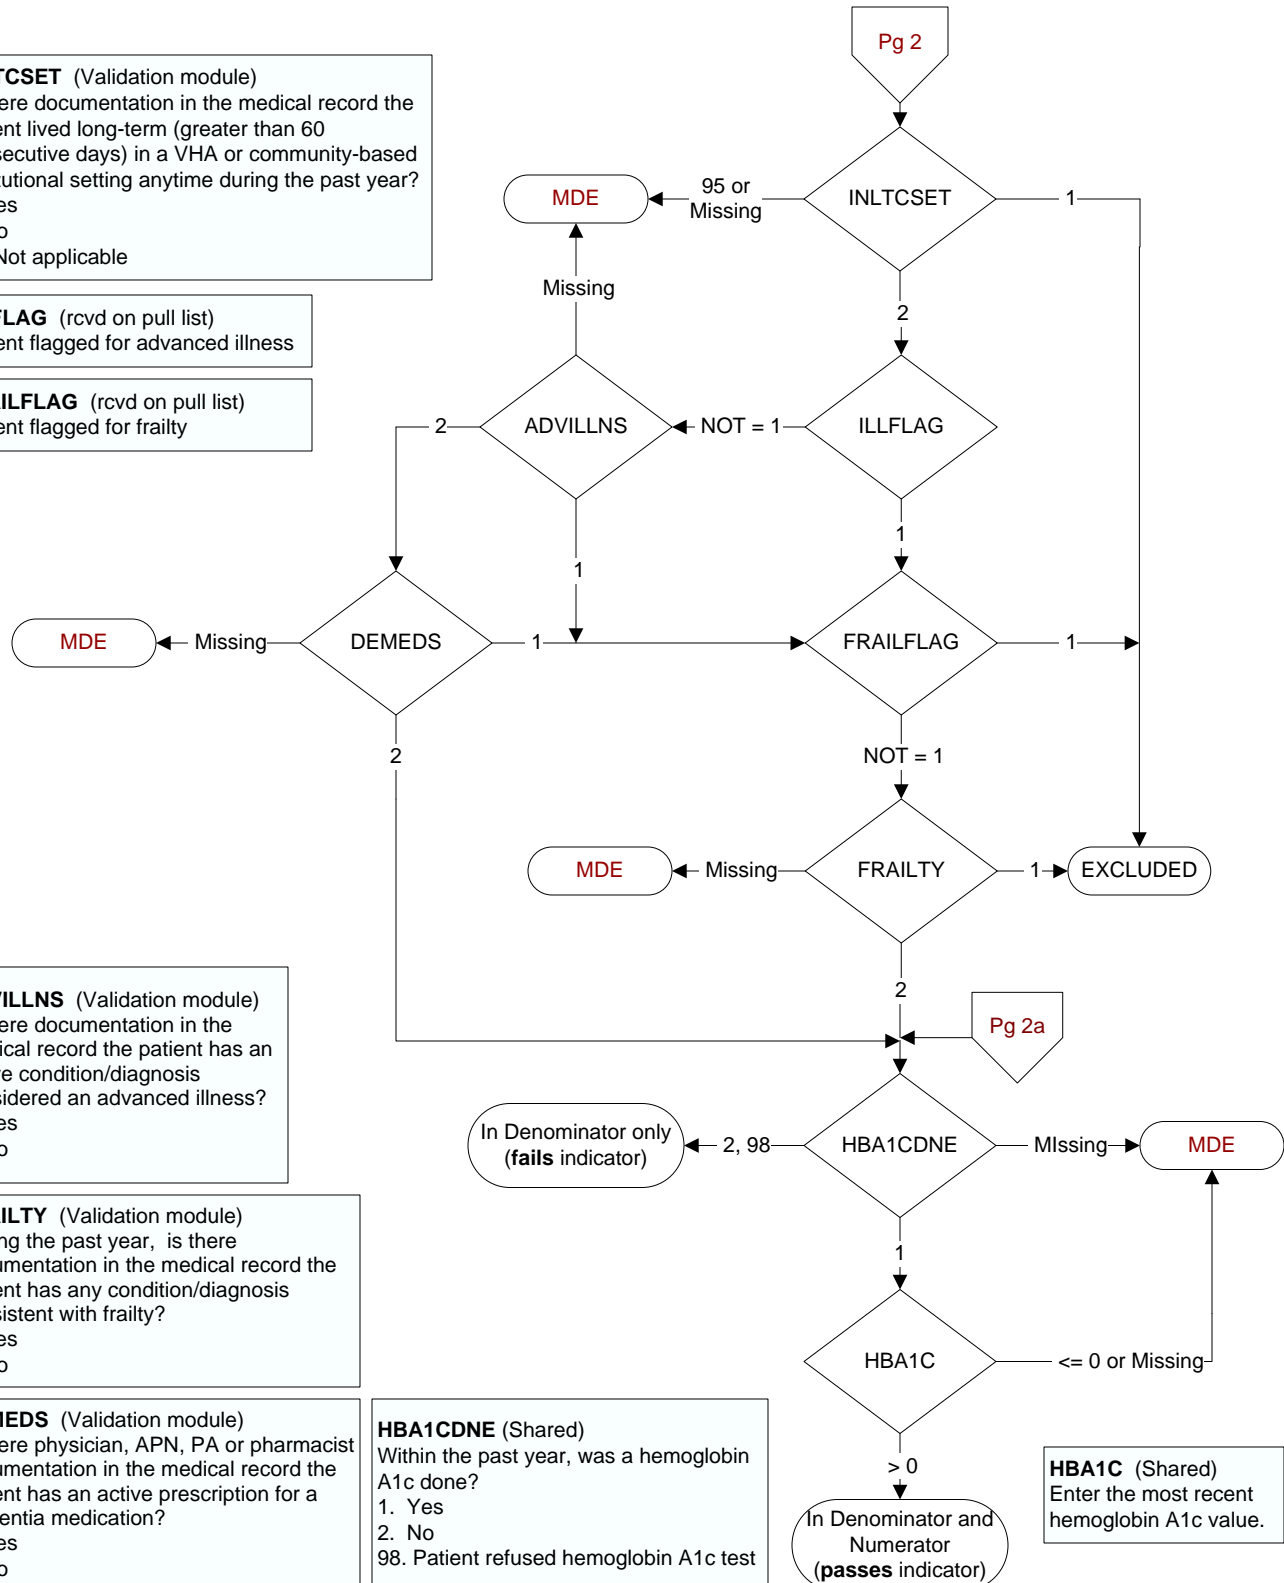 Pg 2
TCSET (Validation module)
ere documentation in the medical record the
ent lived long-term (greater than 60
secutive days) in a VHA or community-based
tutional setting anytime during the past year?
es
o
Not applicable
MDE
95 or
Missing
INLTCSET
1
Missing
2
FLAG (rcvd on pull list)
ent flagged for advanced illness
ILFLAG (rcvd on pull list)
ent flagged for frailty
2
ADVILLNS
NOT = 1
ILLFLAG
1
1
MDE
Missing
DEMEDS
1
FRAILFLAG
1
2
NOT = 1
MDE
Missing
FRAILTY
1
EXCLUDED
2
Pg 2a
VILLNS (Validation module)
ere documentation in the
ical record the patient has an
ve condition/diagnosis
sidered an advanced illness?
es
o
In Denominator only
(fails indicator)
2, 98
HBA1CDNE
MIssing
MDE
1
ILTY (Validation module)
ng the past year, is there
umentation in the medical record the
ent has any condition/diagnosis
sistent with frailty?
es
o
HBA1C
<= 0 or Missing
> 0
MEDS (Validation module)
ere physician, APN, PA or pharmacist
umentation in the medical record the
ent has an active prescription for a
entia medication?
es
o
HBA1CDNE (Shared)
Within the past year, was a hemoglobin
A1c done?
1. Yes
2. No
98. Patient refused hemoglobin A1c test
In Denominator and
Numerator
(passes indicator)
HBA1C (Shared)
Enter the most recent
hemoglobin A1c value.